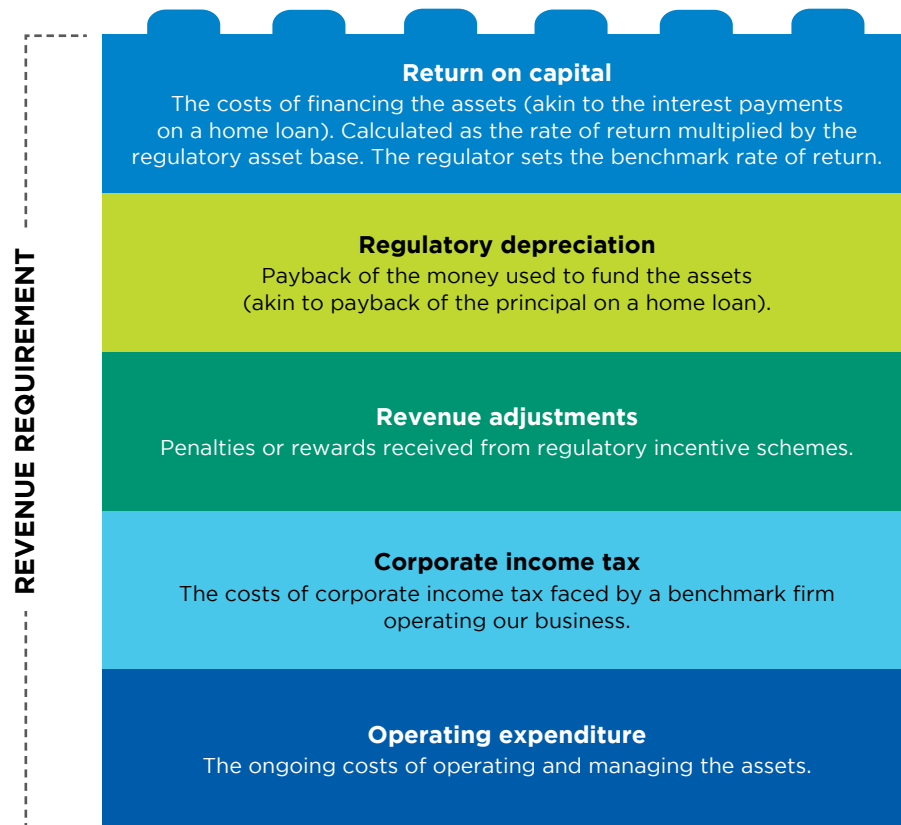 REVENUE REQUIREMENT
Return on capital
The costs of financing the assets (akin to the interest payments
on a home loan). Calculated as the rate of return multiplied by the
regulatory asset base. The regulator sets the benchmark rate of return.
Regulatory depreciation
Payback of the money used to fund the assets
(akin to payback of the principal on a home loan).
Revenue adjustments
Penalties or rewards received from regulatory incentive schemes.
Corporate income tax
The costs of corporate income tax faced by a benchmark firm
operating our business.
Operating expenditure
The ongoing costs of operating and managing the assets.